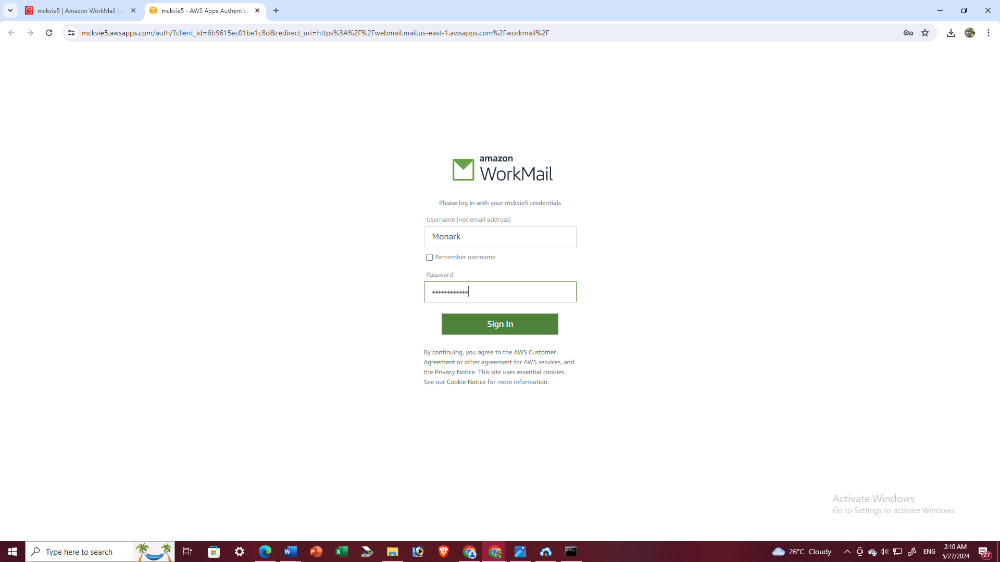 mckvie5 | Amazon WorkMail | u
mckvie5 - AWS Apps Authentica
mckvie5.awsapps.com/auth/?client_id=6b9615ec01be1c8d&redirect_uri=https%3A%2F%2Fwebmail.mail.us-east-1.awsapps.com%2Fworkmail%2F
amazon
WorkMail
Please log in with your mckvie5 credentials
Username (not email address)
Monark
Remember username
Password
••••••••••••
Sign In
By continuing, you agree to the AWS Customer
Agreement or other agreement for AWS services, and
the Privacy Notice. This site uses essential cookies.
See our Cookie Notice for more information.
Activate Windows
Go to Settings to activate Windows.
Type here to search
26°C Cloudy
ENG
2:10 AM
5/27/2024
27